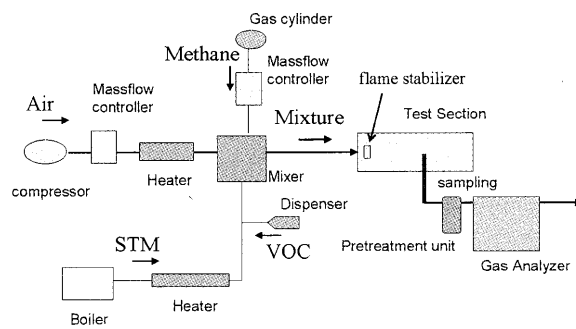 Gas cylinder
Methane
Massflow
controller
Massflow
controller
flame stabilizer
Air
Mixture
Test Section
compressor
Heater
Mixer
sampling
Dispenser
STM
VOC
Pretreatment unit
Gas Analyzer
Boiler
Heater